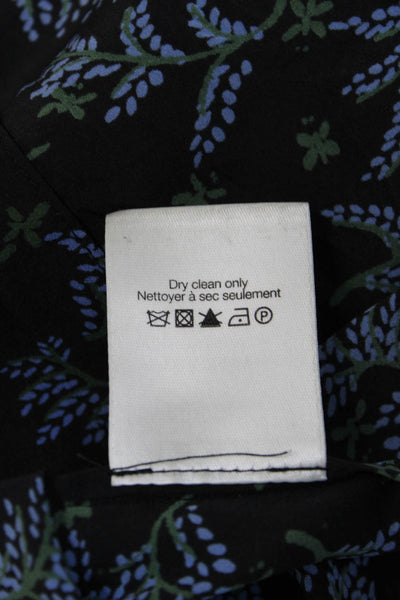 Dry clean only
Nettoyer à sec seulement
P